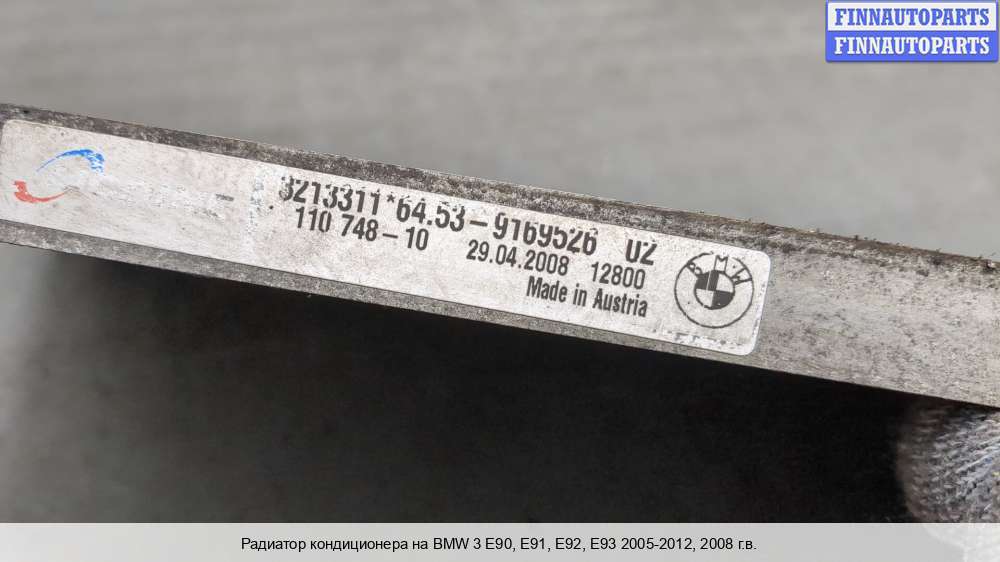 FINNAUTOPARTS
FINNAUTOPARTS
3213311*64.53-9169526 02
110 748-10 29.04.2008 12800
Made in Austria
BMW
Радиатор кондиционера на BMW 3 E90, E91, E92, E93 2005-2012, 2008 г.в.